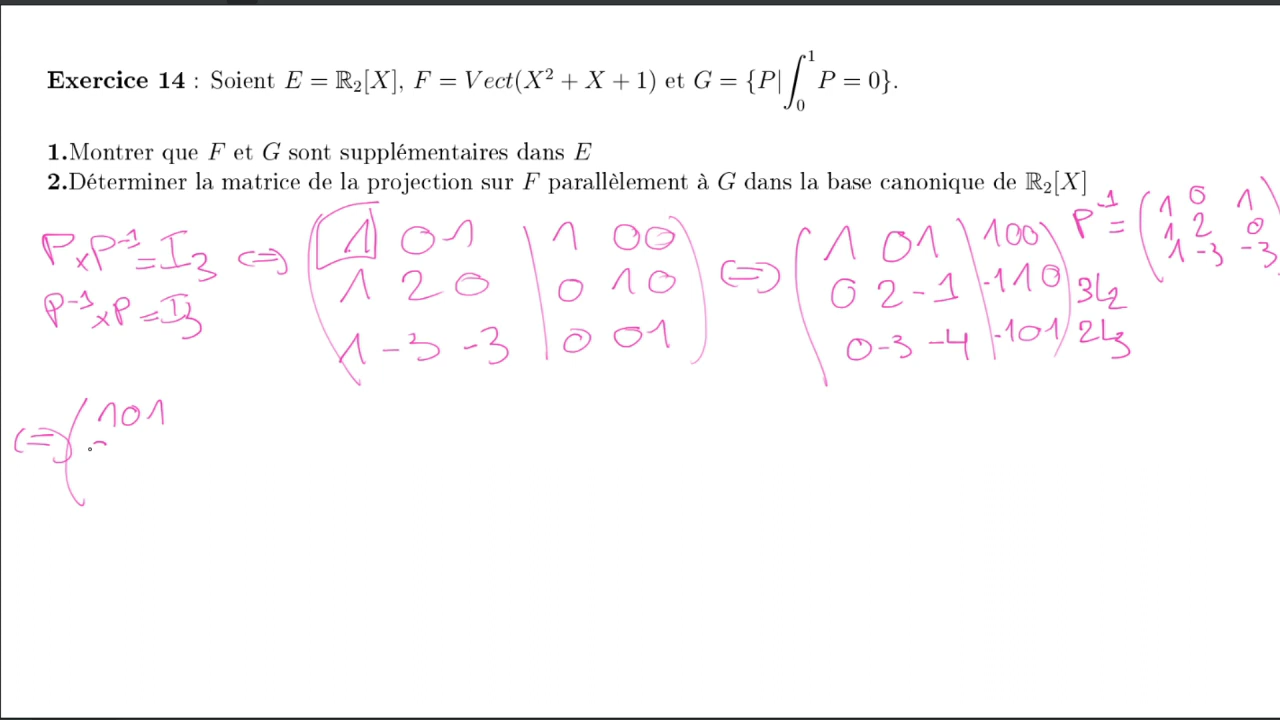 Exercice 14 : Soient E = ℝ₂[X], F = Vect(X² + X + 1) et G = {P| ∫₀¹ P = 0}.
1.Montrer que F et G sont supplémentaires dans E
2.Déterminer la matrice de la projection sur F parallèlement à G dans la base canonique de ℝ₂[X]
P × P⁻¹ = I₃
P⁻¹ × P = I₃
⇔ ( 1 0 1 | 1 0 0 )
1 2 0 | 0 1 0
1 -3 -3 | 0 0 1
⇔ ( 1 0 1 | 1 0 0 )
0 2 -1 | -1 1 0 3L₂
0 -3 -4 | -1 0 1 2L₃
P⁻¹ = ( 1 0 1 )
1 2 0
1 -3 -3
⇔ ( 1 0 1